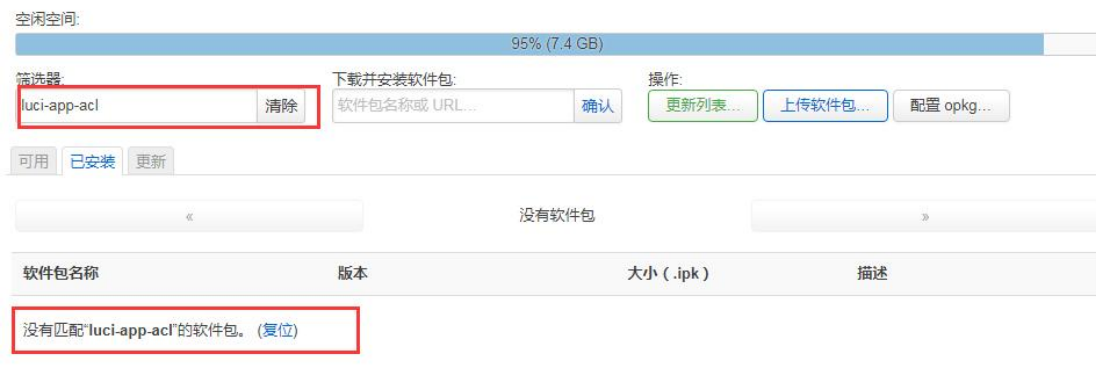 空闲空间:
95% (7.4 GB)
筛选器: 下载并安装软件包: 操作:
luci-app-acl 清除 软件包名称或 URL... 确认 更新列表... 上传软件包... 配置 opkg...
可用 已安装 更新
« 没有软件包 »
软件包名称 版本 大小 ( .ipk ) 描述
没有匹配“luci-app-acl”的软件包。 (复位)